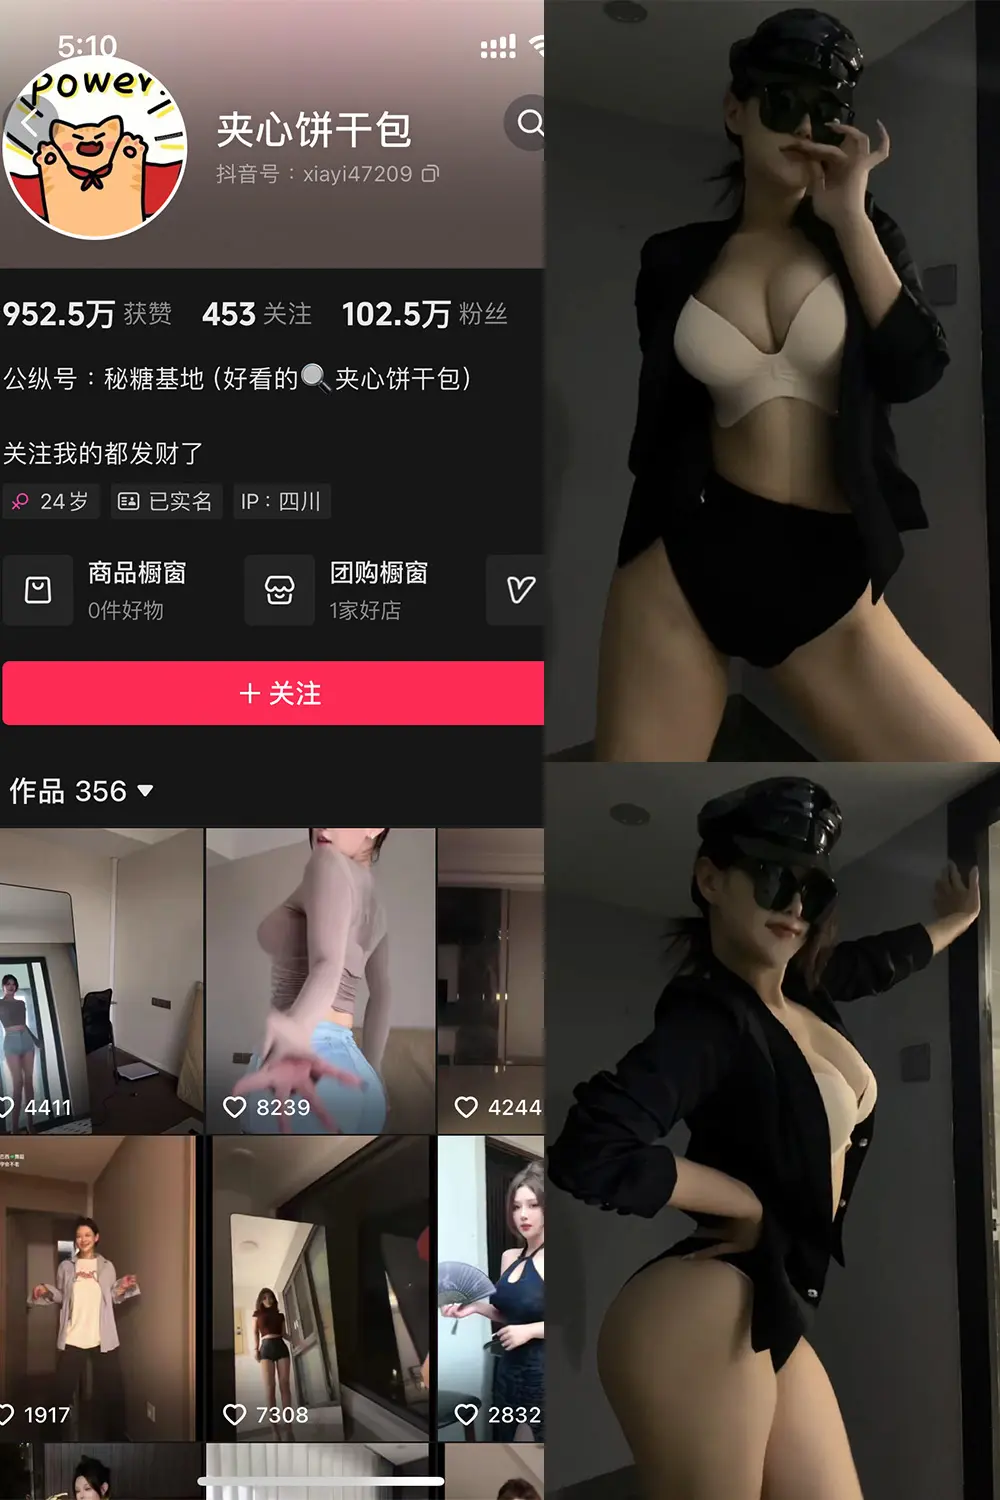 5:10
power
夹心饼干包
抖音号：xiayi47209
952.5万 获赞 453 关注 102.5万 粉丝
公纵号：秘糖基地 (好看的🔍夹心饼干包)
关注我的都发财了
24岁 已实名 IP：四川
商品橱窗 团购橱窗
0件好物 1家好店
+ 关注
作品 356
4411 8239 4244
1917 7308 2832